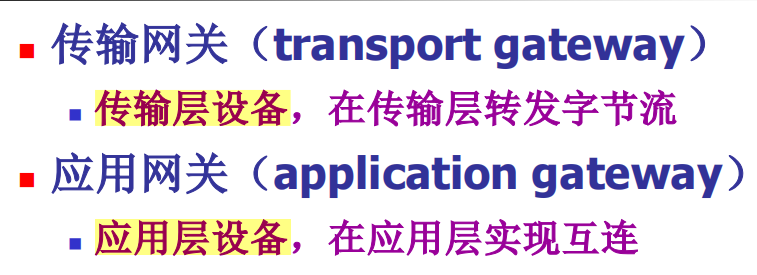 传输网关（transport gateway）
传输层设备，在传输层转发字节流
应用网关（application gateway）
应用层设备，在应用层实现互连